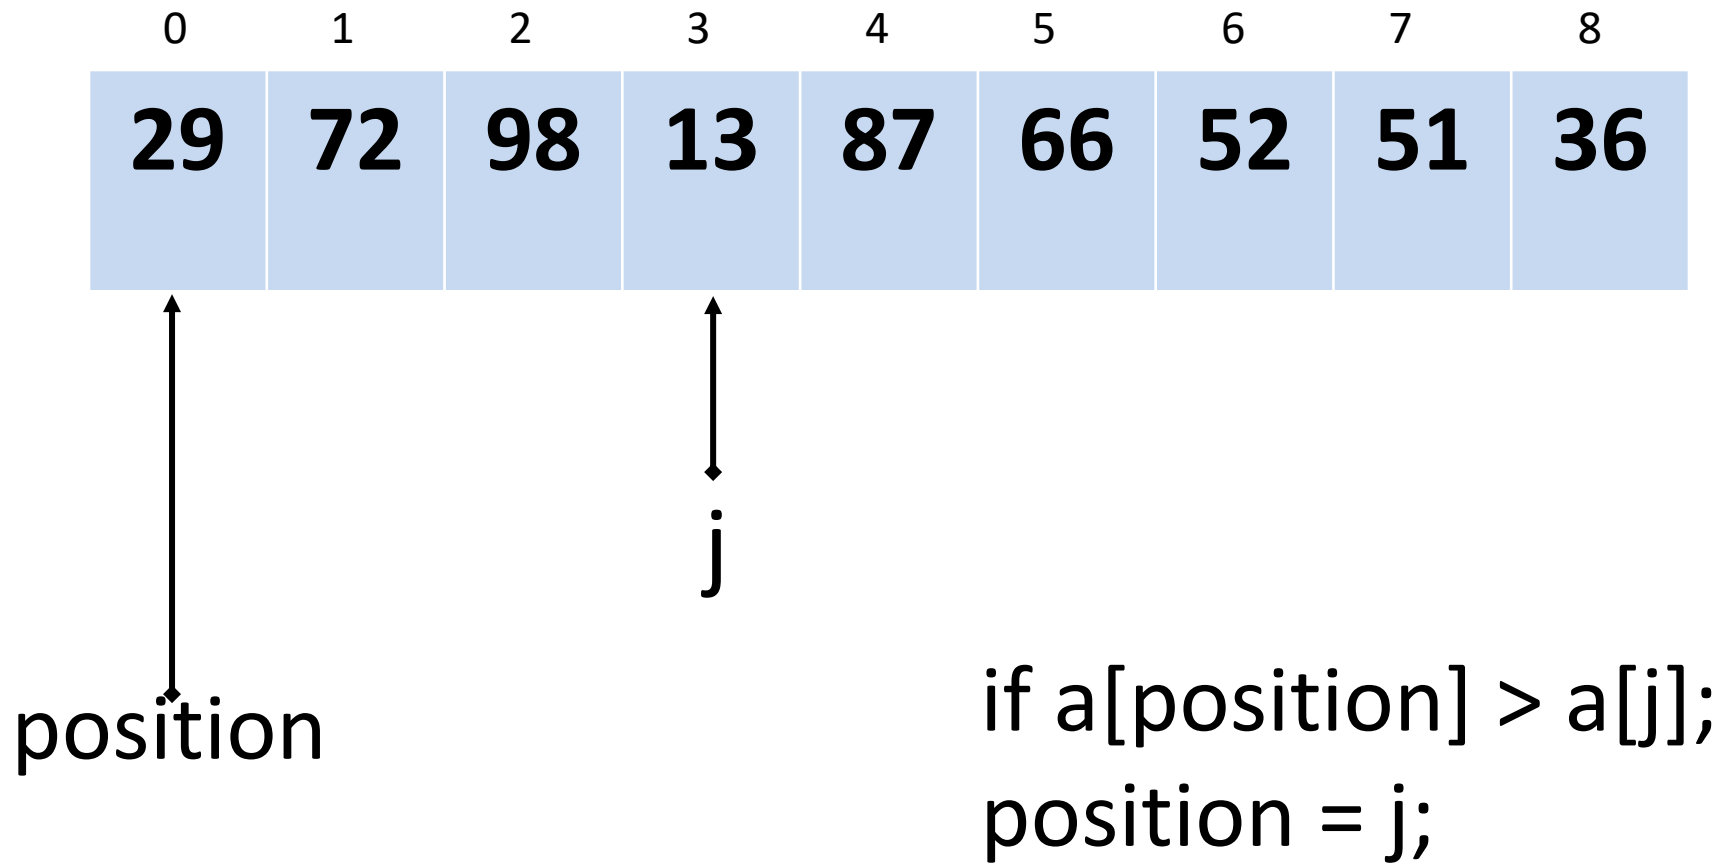 0 1 2 3 4 5 6 7 8
29 72 98 13 87 66 52 51 36
j
position
if a[position] > a[j];
position = j;